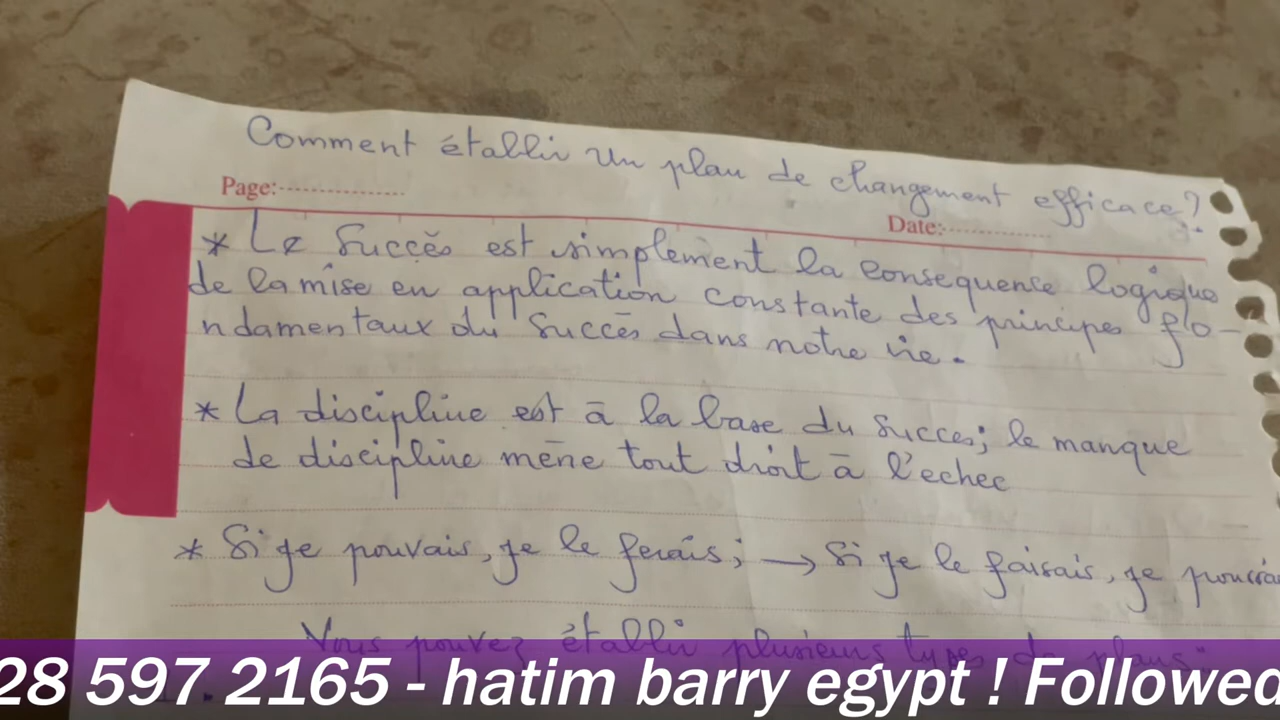 Comment établir un plan de changement efficace?
Page:
Date:
* Le Succès est simplement la consequence logique
de la mise en application constante des principes fo-
ndamentaux du Succès dans notre vie.
* La discipline est à la base du Succes; le manque
de discipline mène tout droit à l'echec
* Si je pouvais, je le ferais; → Si je le faisais, je pourra
Vous pouvez établir plusieurs types de plans:
28 597 2165 - hatim barry egypt ! Followed